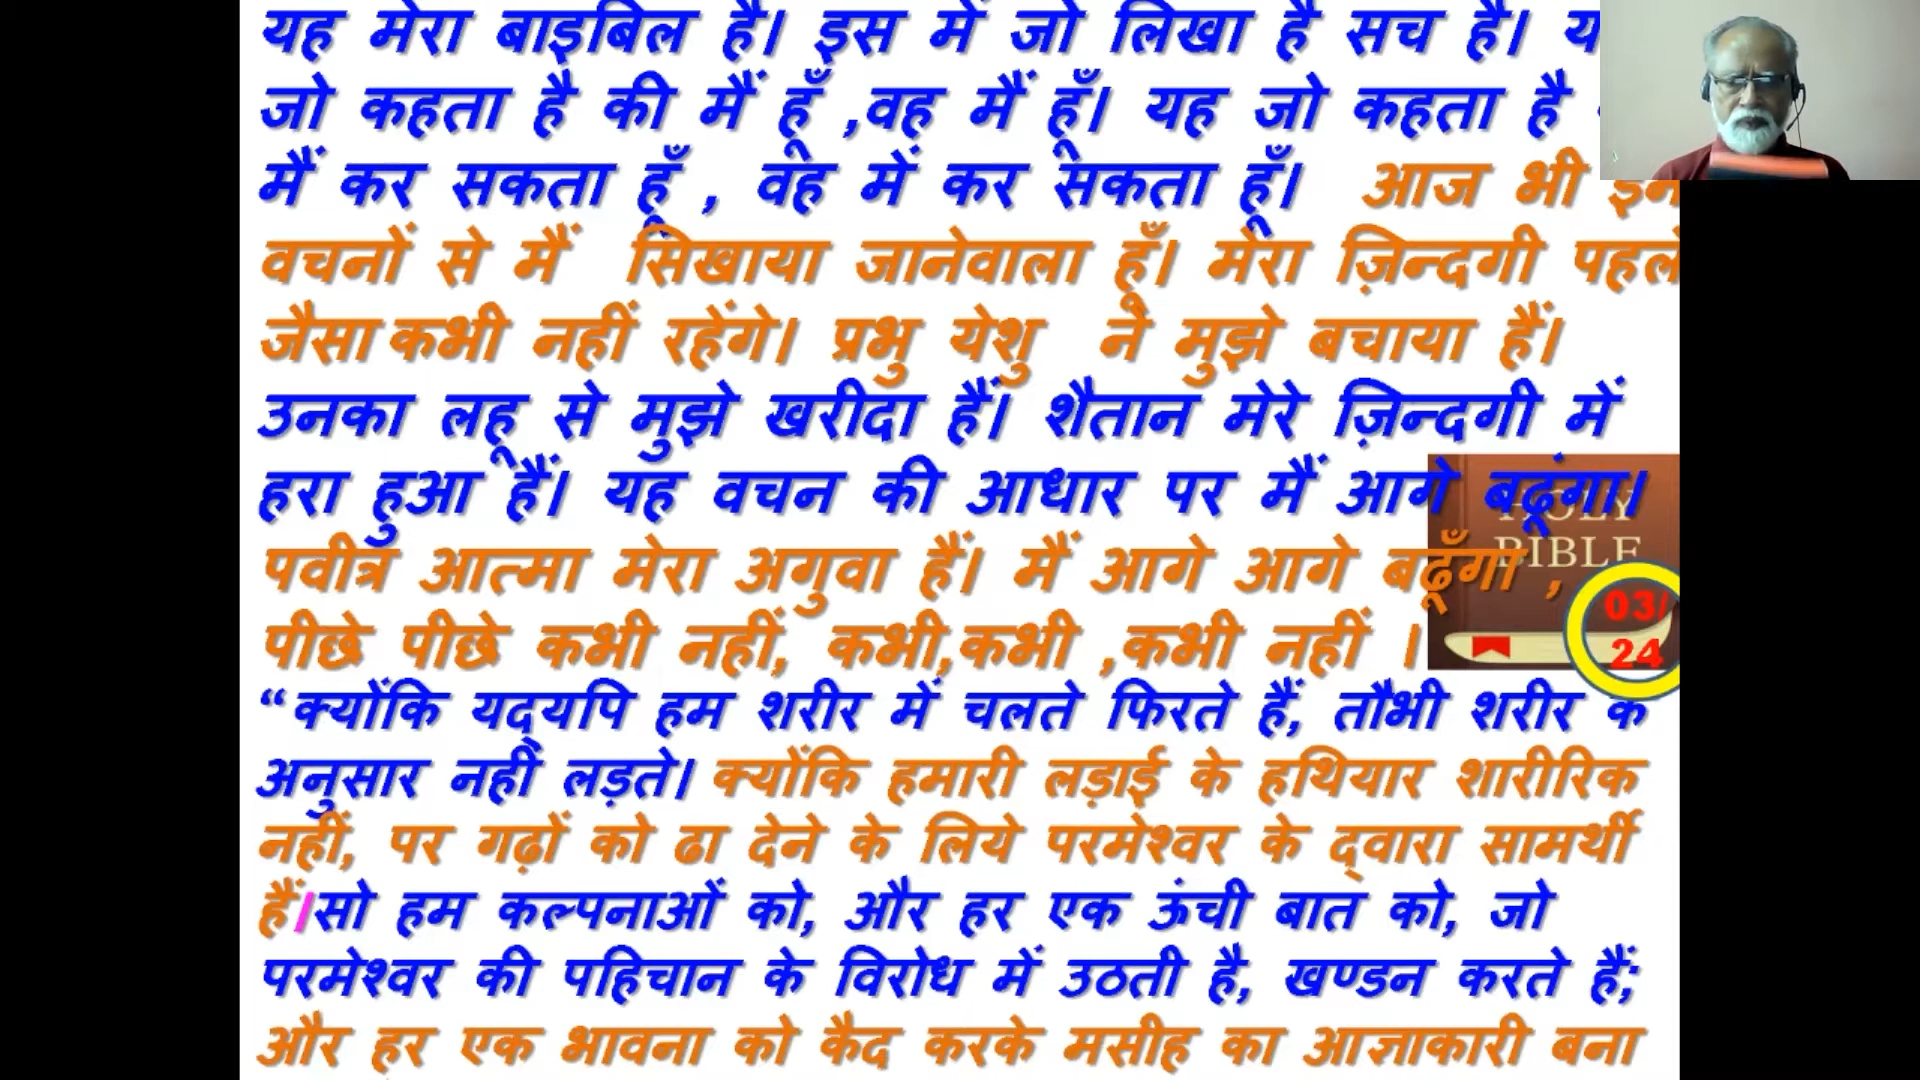 यह मेरा बाइबिल है। इस में जो लिखा है सच है।
जो कहता है की मैं हूँ ,वह मैं हूँ। यह जो कहता है
मैं कर सकता हूँ , वह में कर सकता हूँ। आज भी इन
वचनों से मैं सिखाया जानेवाला हूँ। मेरा ज़िन्दगी पहले
जैसा कभी नहीं रहेंगे। प्रभु येशु ने मुझे बचाया हैं।
उनका लहू से मुझे खरीदा हैं। शैतान मेरे ज़िन्दगी में
हरा हुआ हैं। यह वचन की आधार पर मैं आगे बढूंगा।
HOLY
पवीत्र आत्मा मेरा अगुवा हैं। मैं आगे आगे बढूँगा ,
BIBLE
03/
पीछे पीछे कभी नहीं, कभी,कभी ,कभी नहीं ।
24
“क्योंकि यद्यपि हम शरीर में चलते फिरते हैं, तौभी शरीर के
अनुसार नहीं लड़ते। क्योंकि हमारी लड़ाई के हथियार शारीरिक
नहीं, पर गढ़ों को ढा देने के लिये परमेश्वर के द्वारा सामर्थी
हैं।सो हम कल्पनाओं को, और हर एक ऊंची बात को, जो
परमेश्वर की पहिचान के विरोध में उठती है, खण्डन करते हैं;
और हर एक भावना को कैद करके मसीह का आज्ञाकारी बना